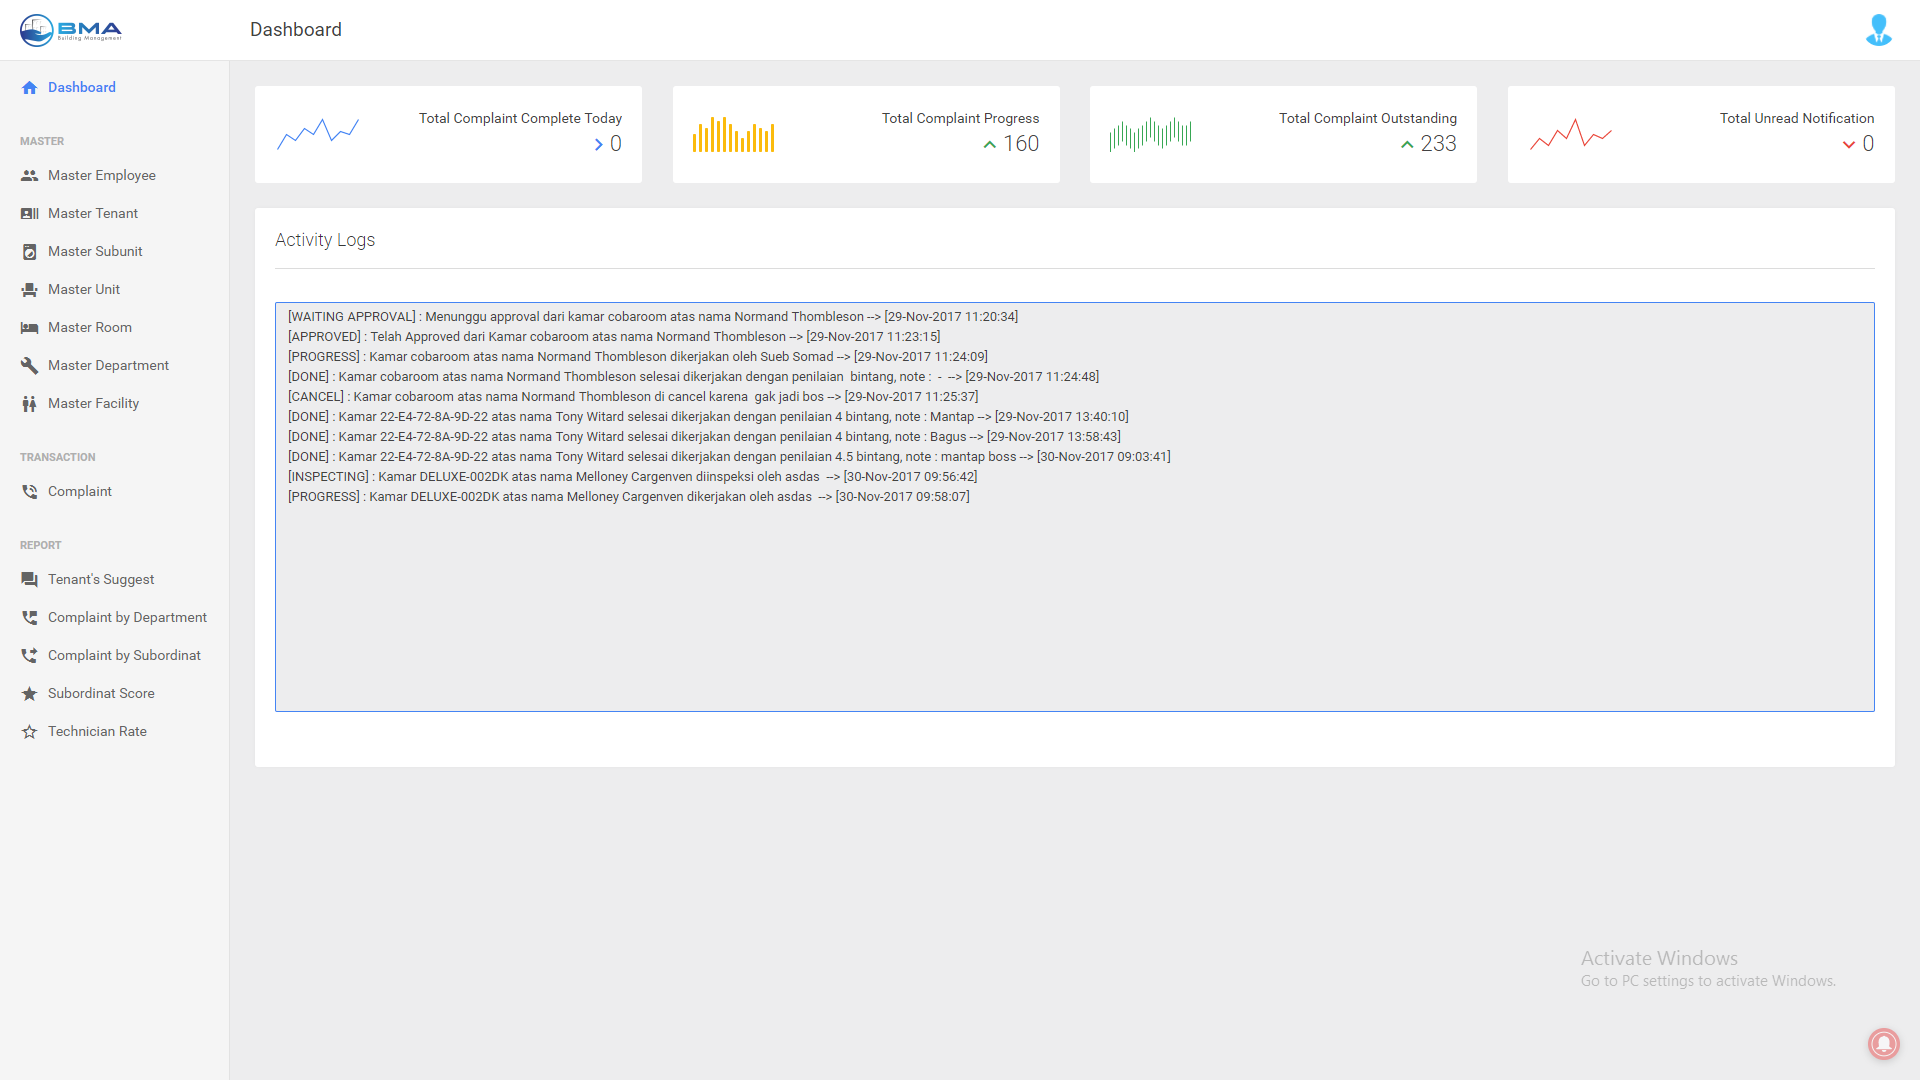 BMA
Building Management
Dashboard
Dashboard
MASTER
Master Employee
Master Tenant
Master Subunit
Master Unit
Master Room
Master Department
Master Facility
TRANSACTION
Complaint
REPORT
Tenant's Suggest
Complaint by Department
Complaint by Subordinat
Subordinat Score
Technician Rate
Total Complaint Complete Today
0
Total Complaint Progress
160
Total Complaint Outstanding
233
Total Unread Notification
0
Activity Logs
[WAITING APPROVAL] : Menunggu approval dari kamar cobaroom atas nama Normand Thombleson --> [29-Nov-2017 11:20:34]
[APPROVED] : Telah Approved dari Kamar cobaroom atas nama Normand Thombleson --> [29-Nov-2017 11:23:15]
[PROGRESS] : Kamar cobaroom atas nama Normand Thombleson dikerjakan oleh Sueb Somad --> [29-Nov-2017 11:24:09]
[DONE] : Kamar cobaroom atas nama Normand Thombleson selesai dikerjakan dengan penilaian  bintang, note :  -  --> [29-Nov-2017 11:24:48]
[CANCEL] : Kamar cobaroom atas nama Normand Thombleson di cancel karena  gak jadi bos --> [29-Nov-2017 11:25:37]
[DONE] : Kamar 22-E4-72-8A-9D-22 atas nama Tony Witard selesai dikerjakan dengan penilaian 4 bintang, note : Mantap --> [29-Nov-2017 13:40:10]
[DONE] : Kamar 22-E4-72-8A-9D-22 atas nama Tony Witard selesai dikerjakan dengan penilaian 4 bintang, note : Bagus --> [29-Nov-2017 13:58:43]
[DONE] : Kamar 22-E4-72-8A-9D-22 atas nama Tony Witard selesai dikerjakan dengan penilaian 4.5 bintang, note : mantap boss --> [30-Nov-2017 09:03:41]
[INSPECTING] : Kamar DELUXE-002DK atas nama Melloney Cargenven diinspeksi oleh asdas  --> [30-Nov-2017 09:56:42]
[PROGRESS] : Kamar DELUXE-002DK atas nama Melloney Cargenven dikerjakan oleh asdas  --> [30-Nov-2017 09:58:07]
Activate Windows
Go to PC settings to activate Windows.